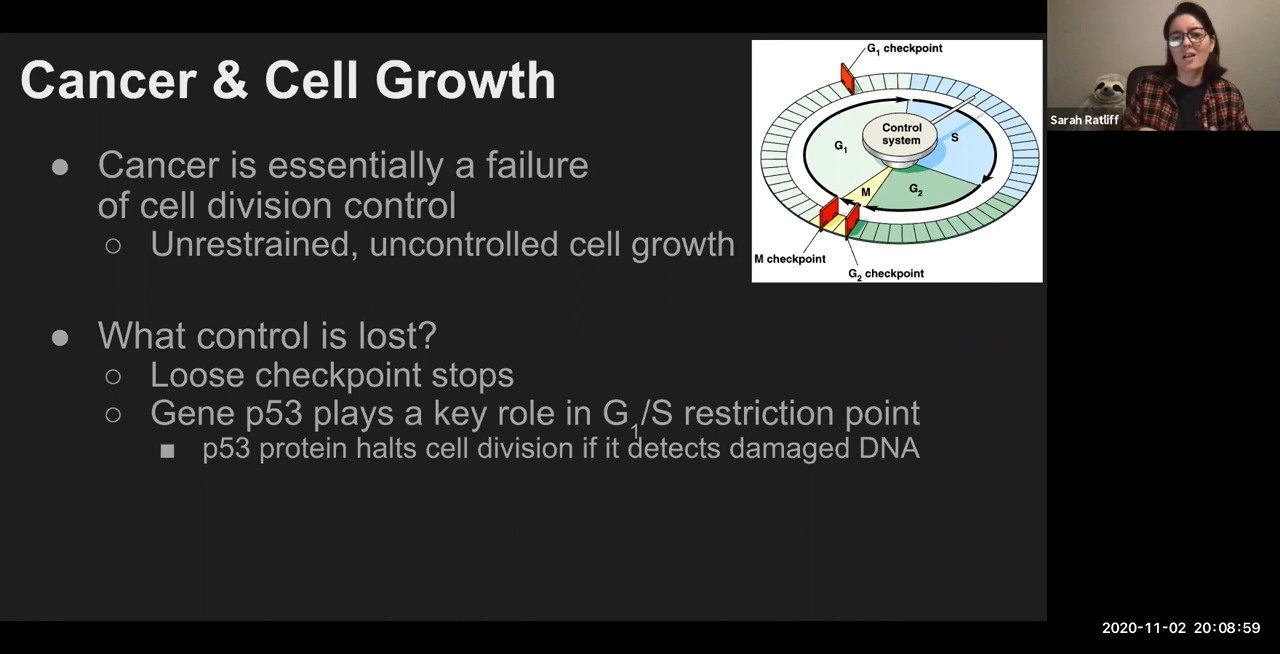 Cancer & Cell Growth
● Cancer is essentially a failure
of cell division control
○ Unrestrained, uncontrolled cell growth
● What control is lost?
○ Loose checkpoint stops
○ Gene p53 plays a key role in G1/S restriction point
■ p53 protein halts cell division if it detects damaged DNA
G1 checkpoint
Control
system
G1
S
M
G2
M checkpoint
G2 checkpoint
Sarah Ratliff
2020-11-02 20:08:59